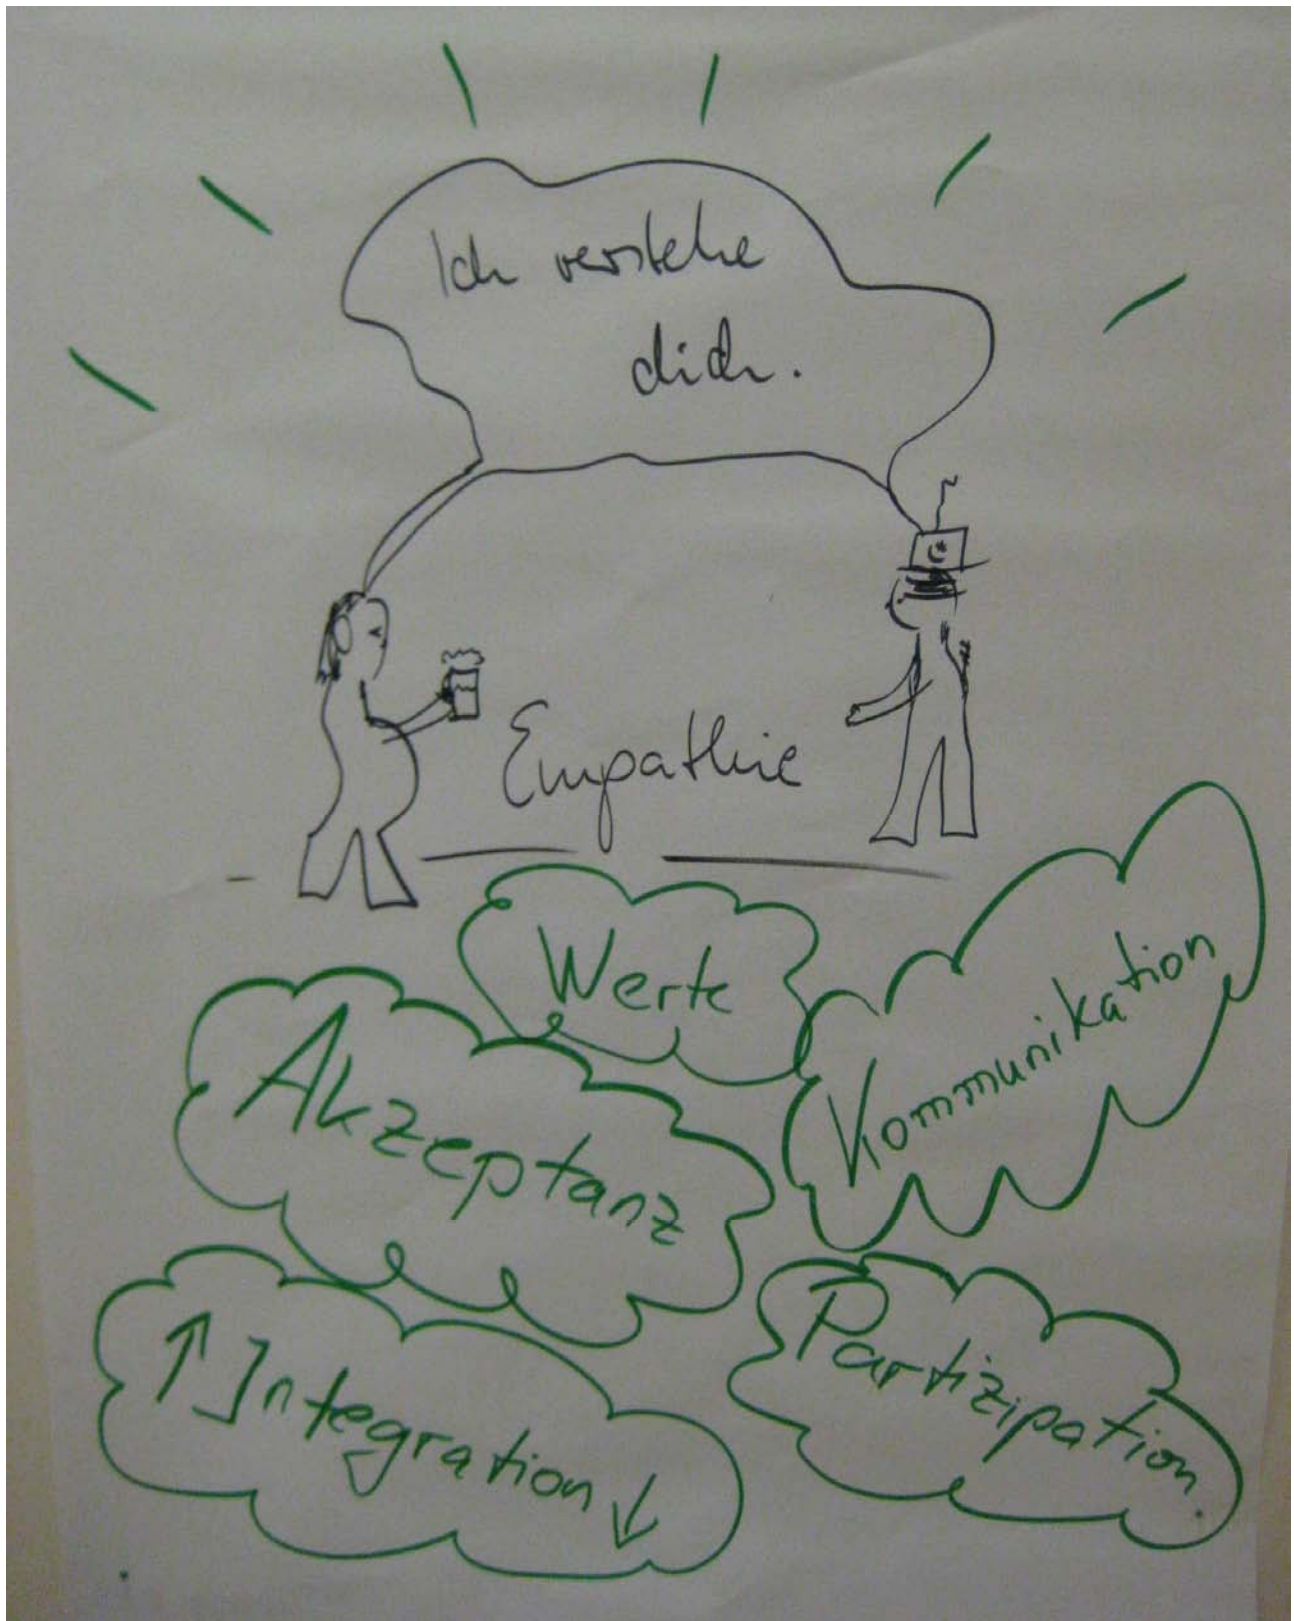 Ich verstehe
dich.
Empathie
Werte
Kommunikation
Akzeptanz
↑ Integration ↓
Partizipation.